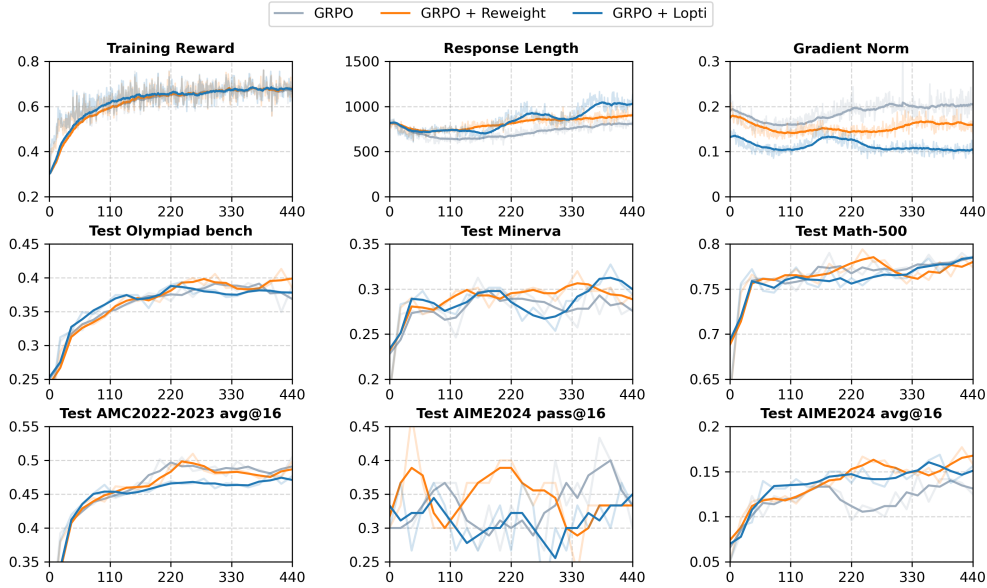 GRPO GRPO + Reweight GRPO + Lopti
Training Reward Response Length Gradient Norm
0.8 1500 0.3
0.6 1000 0.2
0.4 500 0.1
0.2 0 0
0 110 220 330 440 0 110 220 330 440 0 110 220 330 440
Test Olympiad bench Test Minerva Test Math-500
0.45 0.35 0.8
0.4 0.3 0.75
0.35 0.25 0.7
0.3 0.2 0.65
0.25
0 110 220 330 440 0 110 220 330 440 0 110 220 330 440
Test AMC2022-2023 avg@16 Test AIME2024 pass@16 Test AIME2024 avg@16
0.55 0.45 0.2
0.5 0.4 0.15
0.45 0.35 0.1
0.4 0.3 0.05
0.35 0.25
0 110 220 330 440 0 110 220 330 440 0 110 220 330 440